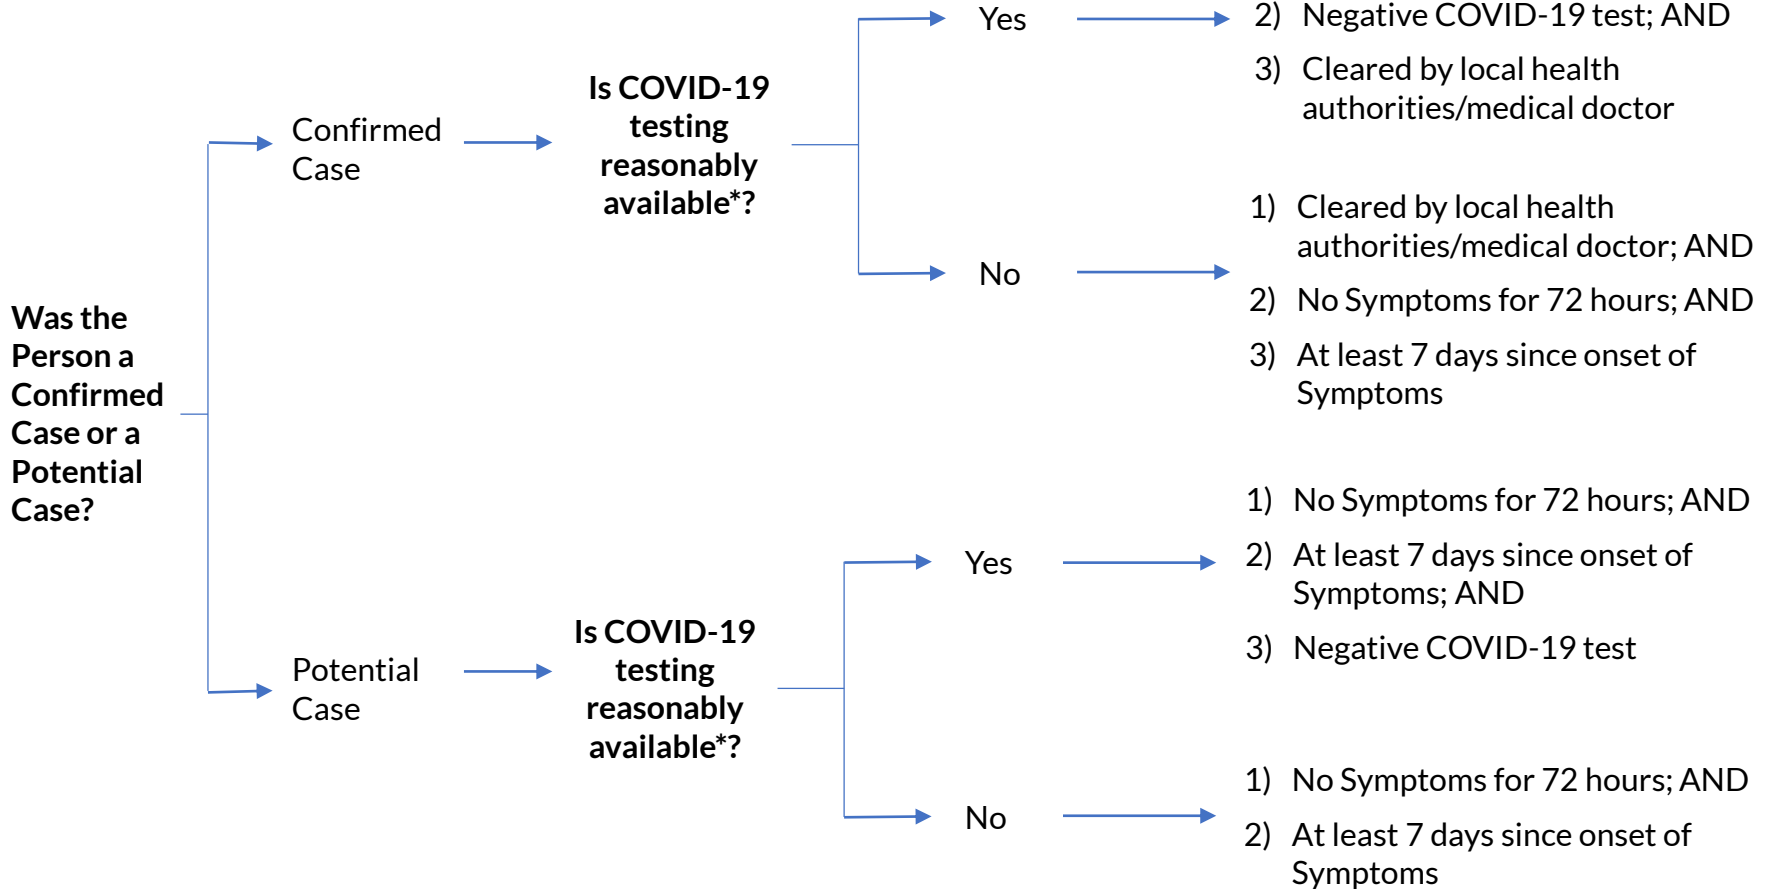 Was the
Person a
Confirmed
Case or a
Potential
Case?
Confirmed
Case
Is COVID-19
testing
reasonably
available*?
Yes
2) Negative COVID-19 test; AND
3) Cleared by local health
authorities/medical doctor
No
1) Cleared by local health
authorities/medical doctor; AND
2) No Symptoms for 72 hours; AND
3) At least 7 days since onset of
Symptoms
Potential
Case
Is COVID-19
testing
reasonably
available*?
Yes
1) No Symptoms for 72 hours; AND
2) At least 7 days since onset of
Symptoms; AND
3) Negative COVID-19 test
No
1) No Symptoms for 72 hours; AND
2) At least 7 days since onset of
Symptoms